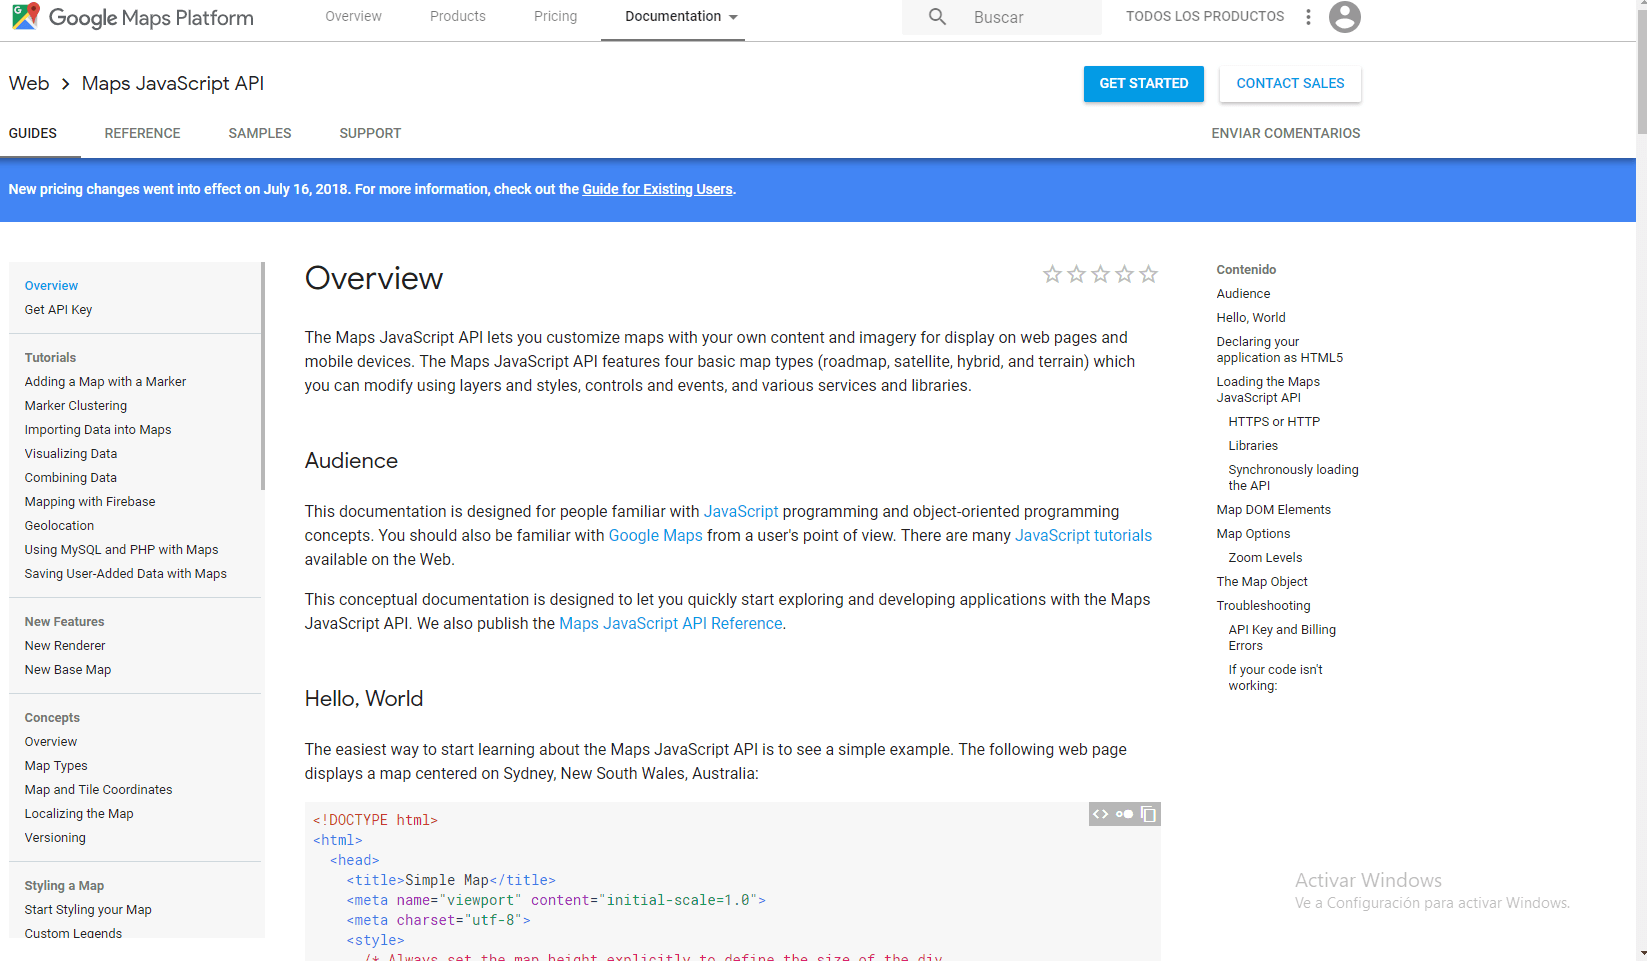 Google Maps Platform
Overview
Products
Pricing
Documentation
Buscar
TODOS LOS PRODUCTOS
Web > Maps JavaScript API
GET STARTED
CONTACT SALES
GUIDES
REFERENCE
SAMPLES
SUPPORT
ENVIAR COMENTARIOS
New pricing changes went into effect on July 16, 2018. For more information, check out the Guide for Existing Users.
Overview
Get API Key
Tutorials
Adding a Map with a Marker
Marker Clustering
Importing Data into Maps
Visualizing Data
Combining Data
Mapping with Firebase
Geolocation
Using MySQL and PHP with Maps
Saving User-Added Data with Maps
New Features
New Renderer
New Base Map
Concepts
Overview
Map Types
Map and Tile Coordinates
Localizing the Map
Versioning
Styling a Map
Start Styling your Map
Custom Legends
Overview
The Maps JavaScript API lets you customize maps with your own content and imagery for display on web pages and
mobile devices. The Maps JavaScript API features four basic map types (roadmap, satellite, hybrid, and terrain) which
you can modify using layers and styles, controls and events, and various services and libraries.
Audience
This documentation is designed for people familiar with JavaScript programming and object-oriented programming
concepts. You should also be familiar with Google Maps from a user's point of view. There are many JavaScript tutorials
available on the Web.
This conceptual documentation is designed to let you quickly start exploring and developing applications with the Maps
JavaScript API. We also publish the Maps JavaScript API Reference.
Hello, World
The easiest way to start learning about the Maps JavaScript API is to see a simple example. The following web page
displays a map centered on Sydney, New South Wales, Australia:
<!DOCTYPE html>
<html>
<head>
<title>Simple Map</title>
<meta name="viewport" content="initial-scale=1.0">
<meta charset="utf-8">
<style>
/* Always set the map height explicitly to define the size of the div
Contenido
Audience
Hello, World
Declaring your
application as HTML5
Loading the Maps
JavaScript API
HTTPS or HTTP
Libraries
Synchronously loading
the API
Map DOM Elements
Map Options
Zoom Levels
The Map Object
Troubleshooting
API Key and Billing
Errors
If your code isn't
working:
Activar Windows
Ve a Configuración para activar Windows.